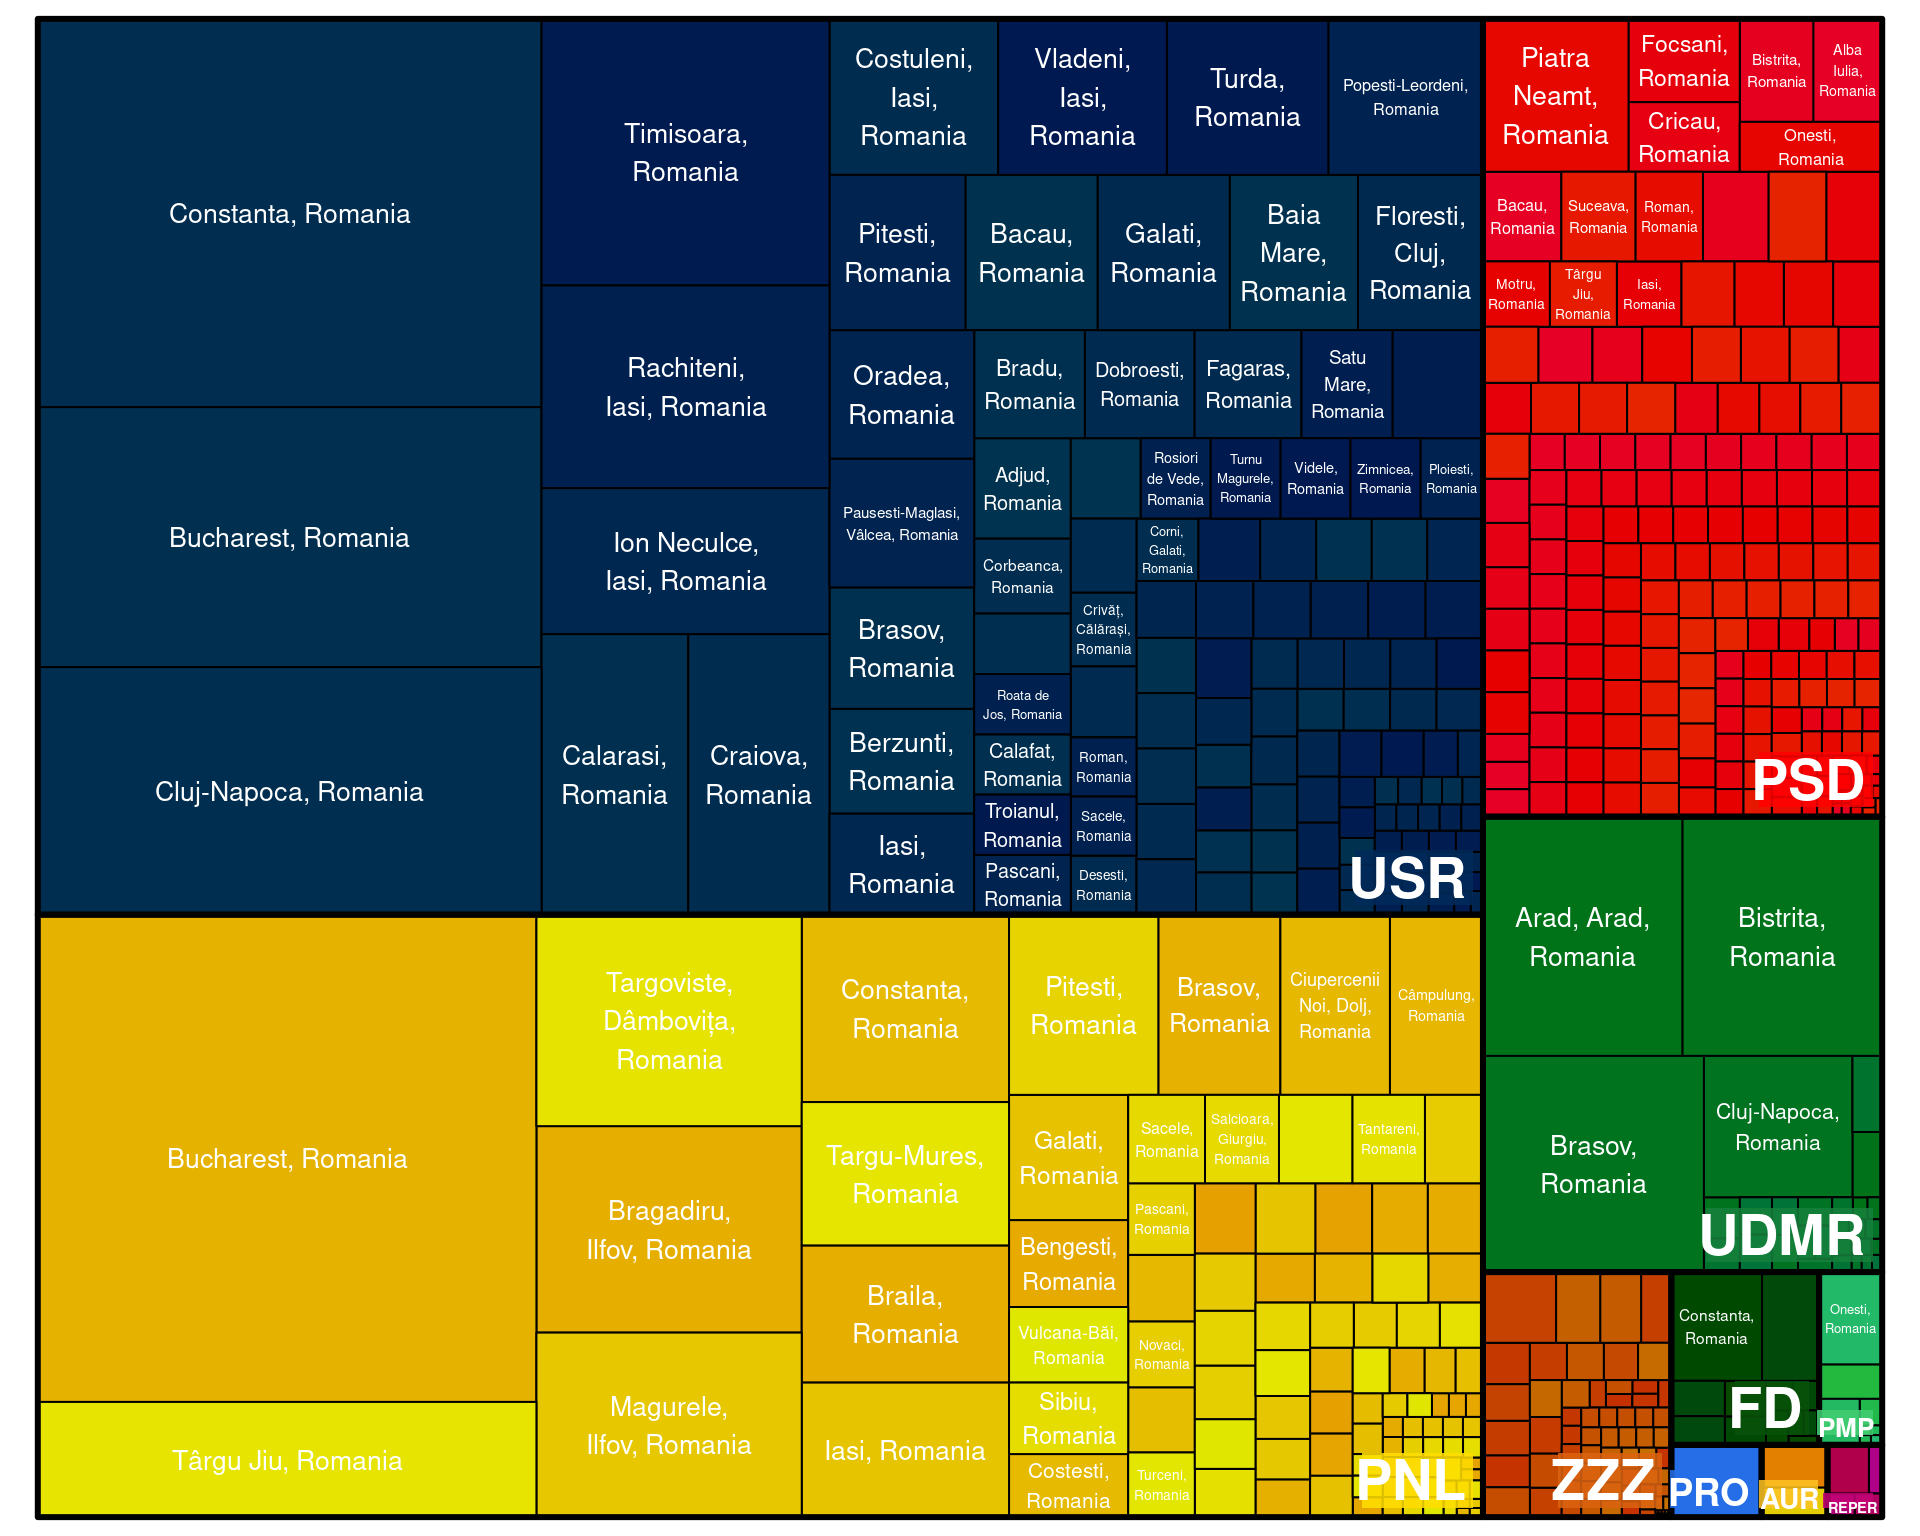 Constanta, Romania
Bucharest, Romania
Cluj-Napoca, Romania
Timisoara,
Romania
Rachiteni,
Iasi, Romania
Ion Neculce,
Iasi, Romania
Calarasi,
Romania
Craiova,
Romania
Costuleni,
Iasi,
Romania
Vladeni,
Iasi,
Romania
Turda,
Romania
Popesti-Leordeni,
Romania
Pitesti,
Romania
Bacau,
Romania
Galati,
Romania
Baia
Mare,
Romania
Floresti,
Cluj,
Romania
Oradea,
Romania
Pausesti-Maglasi,
Vâlcea, Romania
Brasov,
Romania
Berzunti,
Romania
Iasi,
Romania
Bradu,
Romania
Dobroesti,
Romania
Fagaras,
Romania
Satu
Mare,
Romania
Adjud,
Romania
Corbeanca,
Romania
Roata de
Jos, Romania
Calafat,
Romania
Troianul,
Romania
Pascani,
Romania
Rosiori
de Vede,
Romania
Turnu
Magurele,
Romania
Videle,
Romania
Zimnicea,
Romania
Ploiesti,
Romania
Corni,
Galati,
Romania
Crivăț,
Călărași,
Romania
Roman,
Romania
Sacele,
Romania
Desesti,
Romania
USR
Piatra
Neamt,
Romania
Focsani,
Romania
Cricau,
Romania
Bistrita,
Romania
Alba
Iulia,
Romania
Onesti,
Romania
Bacau,
Romania
Suceava,
Romania
Roman,
Romania
Motru,
Romania
Târgu
Jiu,
Romania
Iasi,
Romania
PSD
Bucharest, Romania
Târgu Jiu, Romania
Targoviste,
Dâmbovița,
Romania
Bragadiru,
Ilfov, Romania
Magurele,
Ilfov, Romania
Constanta,
Romania
Targu-Mures,
Romania
Braila,
Romania
Iasi, Romania
Pitesti,
Romania
Brasov,
Romania
Ciupercenii
Noi, Dolj,
Romania
Câmpulung,
Romania
Galati,
Romania
Bengesti,
Romania
Vulcana-Băi,
Romania
Sibiu,
Romania
Costesti,
Romania
Sacele,
Romania
Salcioara,
Giurgiu,
Romania
Tantareni,
Romania
Pascani,
Romania
Novaci,
Romania
Turceni,
Romania
PNL
Arad, Arad,
Romania
Bistrita,
Romania
Brasov,
Romania
Cluj-Napoca,
Romania
UDMR
ZZZ
Constanta,
Romania
FD
Onesti,
Romania
PMP
PRO
AUR
REPER